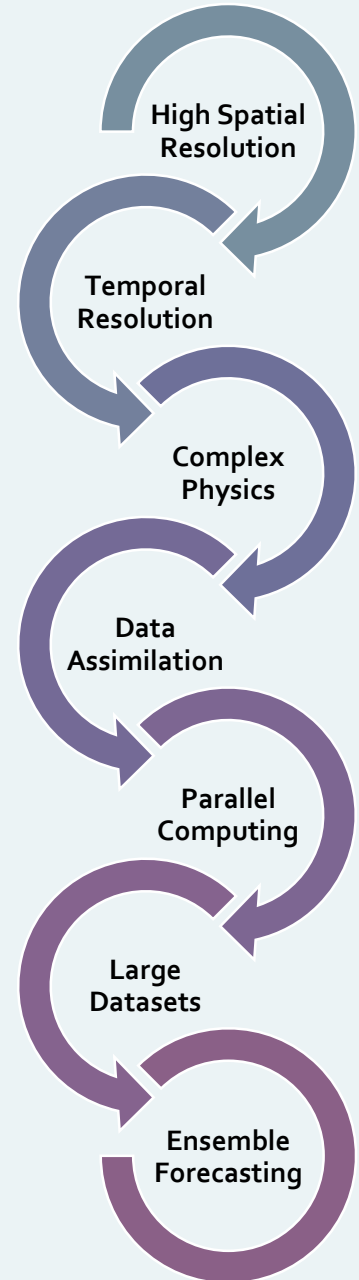 High Spatial
Resolution
Temporal
Resolution
Complex
Physics
Data
Assimilation
Parallel
Computing
Large
Datasets
Ensemble
Forecasting